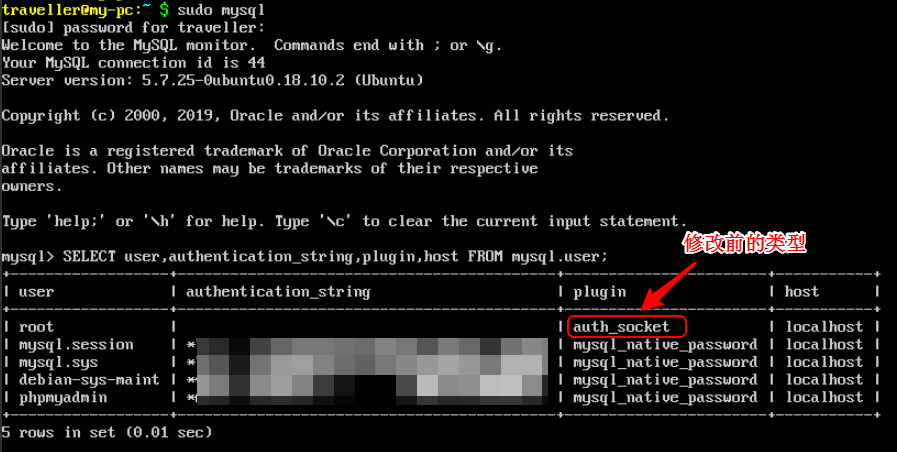 traveller@my-pc:~ $ sudo mysql
[sudo] password for traveller:
Welcome to the MySQL monitor.  Commands end with ; or \g.
Your MySQL connection id is 44
Server version: 5.7.25-0ubuntu0.18.10.2 (Ubuntu)
Copyright (c) 2000, 2019, Oracle and/or its affiliates. All rights reserved.
Oracle is a registered trademark of Oracle Corporation and/or its
affiliates. Other names may be trademarks of their respective
owners.
Type 'help;' or '\h' for help. Type '\c' to clear the current input statement.
修改前的类型
mysql> SELECT user,authentication_string,plugin,host FROM mysql.user;
| user | authentication_string | plugin | host |
| root | | auth_socket | localhost |
| mysql.session | * | mysql_native_password | localhost |
| mysql.sys | * | mysql_native_password | localhost |
| debian-sys-maint | * | mysql_native_password | localhost |
| phpmyadmin | * | mysql_native_password | localhost |
5 rows in set (0.01 sec)